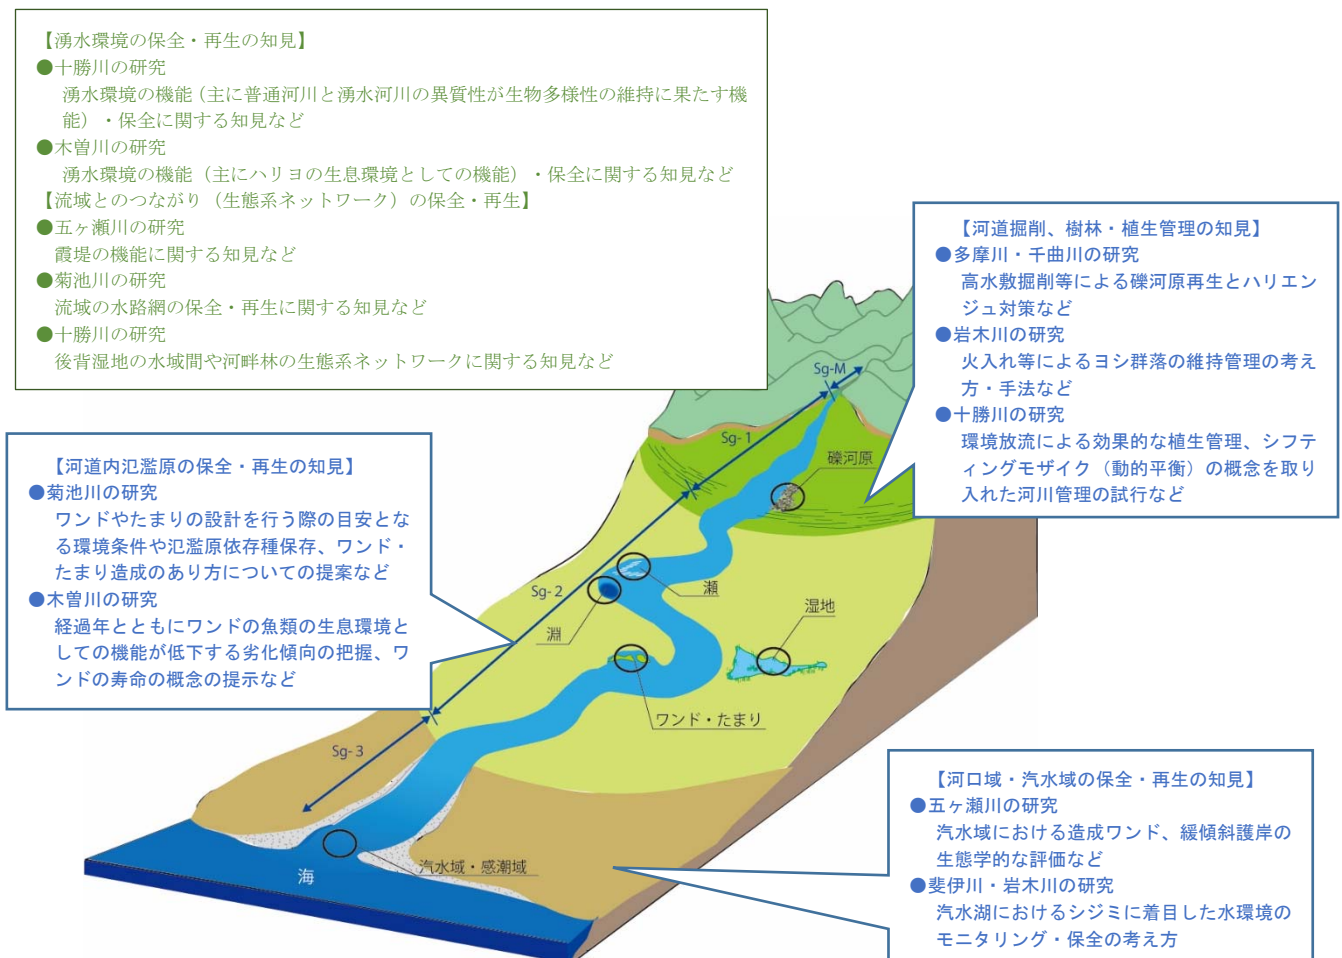 【湧水環境の保全・再生の知見】
●十勝川の研究
湧水環境の機能（主に普通河川と湧水河川の異質性が生物多様性の維持に果たす機
能）・保全に関する知見など
●木曽川の研究
湧水環境の機能（主にハリヨの生息環境としての機能）・保全に関する知見など
【流域とのつながり（生態系ネットワーク）の保全・再生】
●五ヶ瀬川の研究
霞堤の機能に関する知見など
●菊池川の研究
流域の水路網の保全・再生に関する知見など
●十勝川の研究
後背湿地の水域間や河畔林の生態系ネットワークに関する知見など
【河道掘削、樹林・植生管理の知見】
●多摩川・千曲川の研究
高水敷掘削等による礫河原再生とハリエン
ジュ対策など
●岩木川の研究
火入れ等によるヨシ群落の維持管理の考え
方・手法など
●十勝川の研究
環境放流による効果的な植生管理、シフテ
ィングモザイク（動的平衡）の概念を取り
入れた河川管理の試行など
【河道内氾濫原の保全・再生の知見】
●菊池川の研究
ワンドやたまりの設計を行う際の目安とな
る環境条件や氾濫原依存種保存、ワンド・
たまり造成のあり方についての提案など
●木曽川の研究
経過年とともにワンドの魚類の生息環境と
しての機能が低下する劣化傾向の把握、ワ
ンドの寿命の概念の提示など
Sg-M
Sg-1
礫河原
Sg-2
瀬
淵
湿地
ワンド・たまり
Sg-3
汽水域・感潮域
海
【河口域・汽水域の保全・再生の知見】
●五ヶ瀬川の研究
汽水域における造成ワンド、緩傾斜護岸の
生態学的な評価など
●斐伊川・岩木川の研究
汽水湖におけるシジミに着目した水環境の
モニタリング・保全の考え方